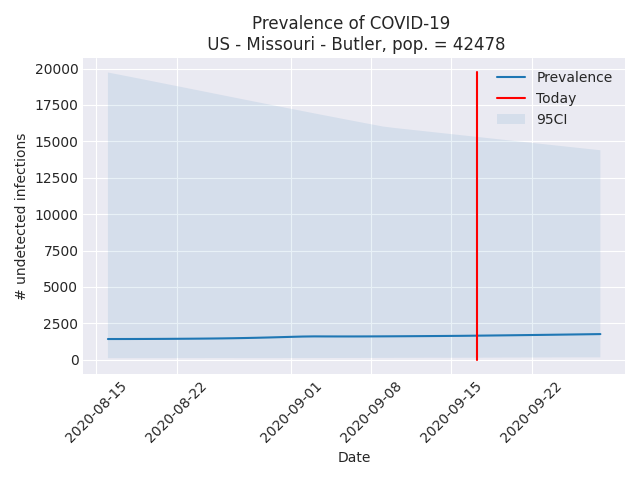 Prevalence of COVID-19
US - Missouri - Butler, pop. = 42478
20000
17500
15000
12500
10000
7500
5000
2500
0
# undetected infections
Prevalence
Today
95CI
2020-08-15
2020-08-22
2020-09-01
2020-09-08
2020-09-15
2020-09-22
Date